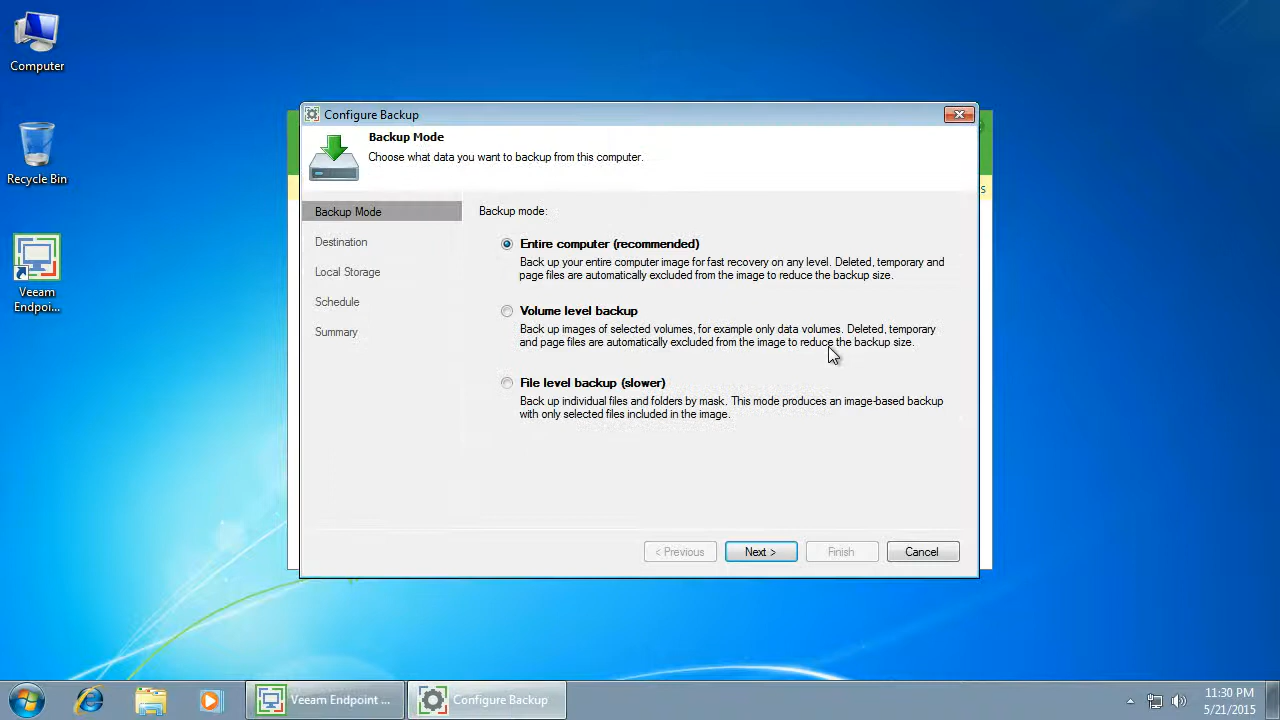 Computer
Recycle Bin
Veeam
Endpoi...
Configure Backup
Backup Mode
Choose what data you want to backup from this computer.
Backup Mode
Destination
Local Storage
Schedule
Summary
Backup mode:
Entire computer (recommended)
Back up your entire computer image for fast recovery on any level. Deleted, temporary and
page files are automatically excluded from the image to reduce the backup size.
Volume level backup
Back up images of selected volumes, for example only data volumes. Deleted, temporary
and page files are automatically excluded from the image to reduce the backup size.
File level backup (slower)
Back up individual files and folders by mask. This mode produces an image-based backup
with only selected files included in the image.
< Previous
Next >
Finish
Cancel
s
Veeam Endpoint ...
Configure Backup
11:30 PM
5/21/2015